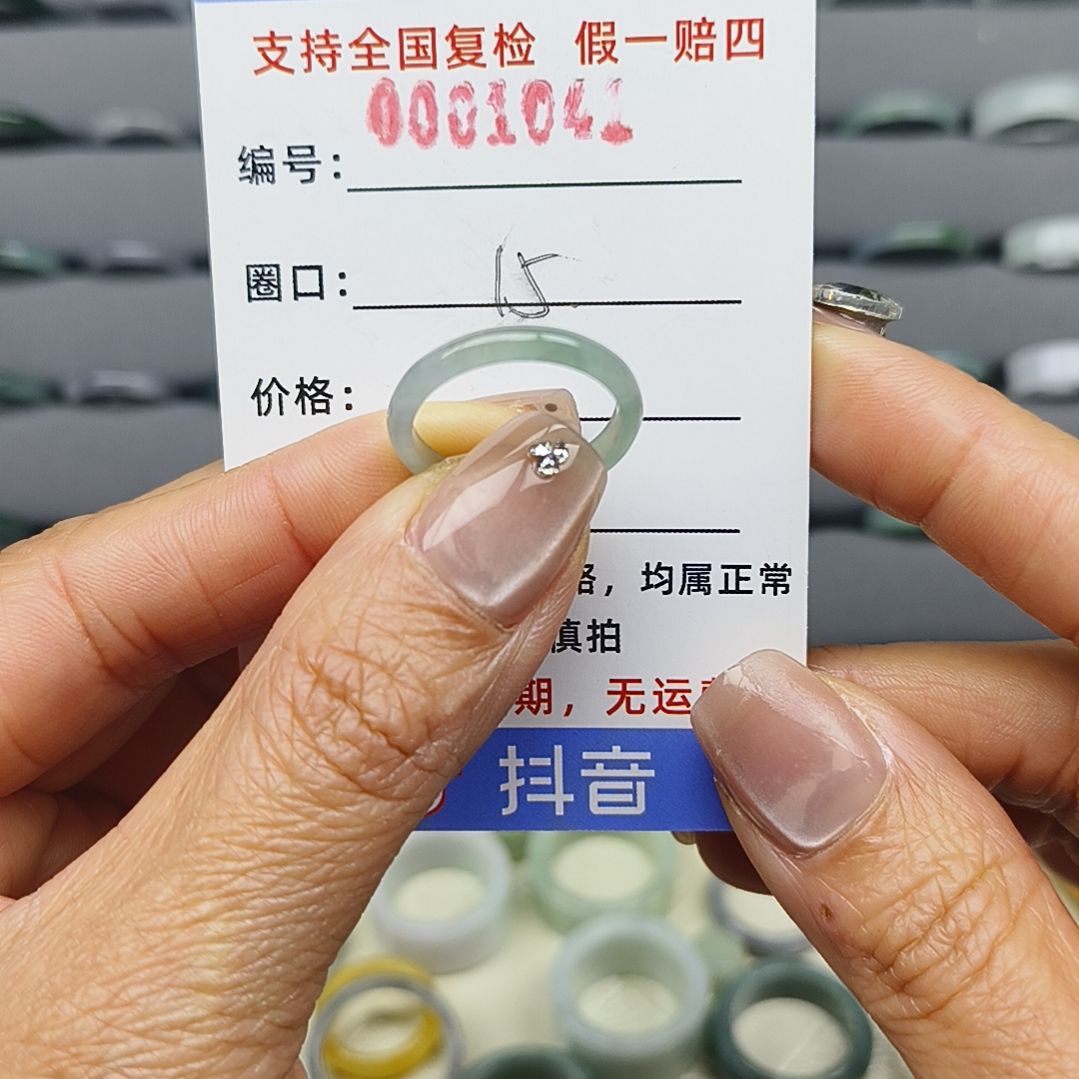 支持全国复检 假一赔四
0001041
编号：
圈口：15
价格：
格，均属正常
慎拍
期，无运
抖音